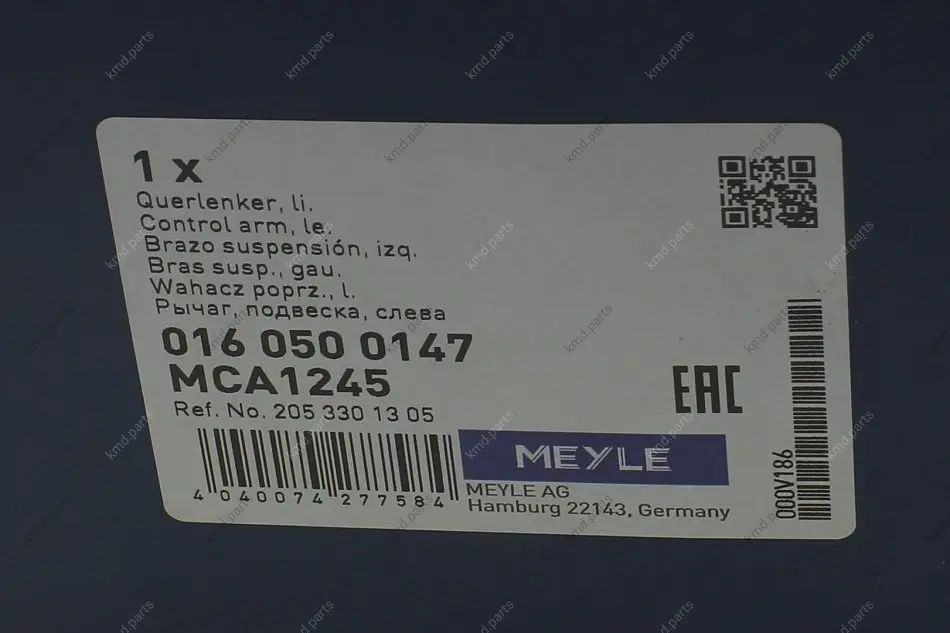 1 x
Querlenker, li.
Control arm, le.
Brazo suspensión, izq.
Bras susp., gau.
Wahacz poprz., l.
Рычаг, подвеска, слева
016 050 0147
MCA1245
Ref. No. 205 330 13 05
EAC
4 040074 277584
MEYLE
MEYLE AG
Hamburg 22143, Germany
000V186
kmd.parts